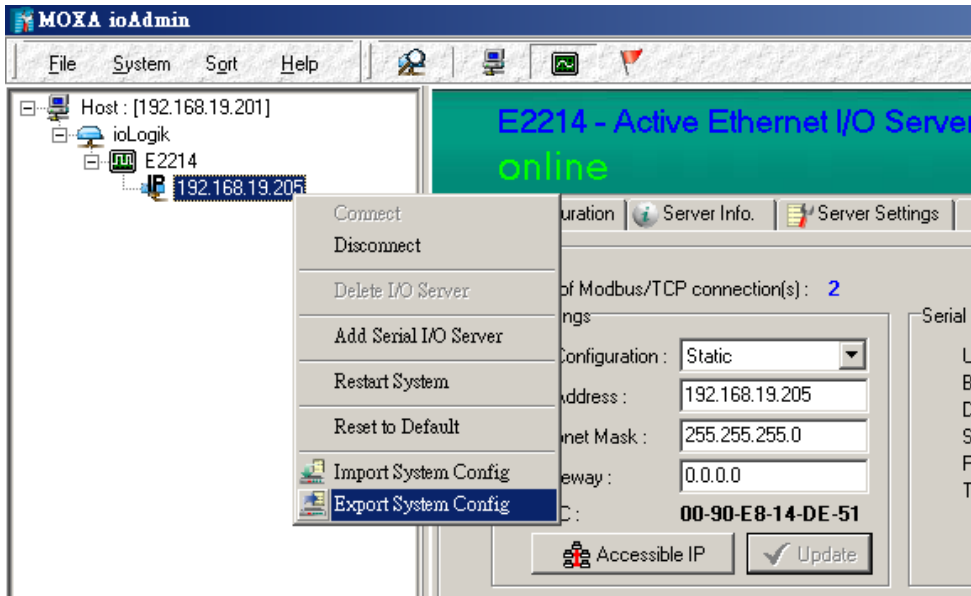 MOXA ioAdmin
File System Sort Help
Host : [192.168.19.201]
ioLogik
E2214
192.168.19.205
Connect
Disconnect
Delete I/O Server
Add Serial I/O Server
Restart System
Reset to Default
Import System Config
Export System Config
E2214 - Active Ethernet I/O Server
online
uration Server Info. Server Settings
of Modbus/TCP connection(s) : 2
ngs
Configuration : Static
Address : 192.168.19.205
net Mask : 255.255.255.0
eway : 0.0.0.0
C : 00-90-E8-14-DE-51
Accessible IP Update
Serial
U
B
D
S
F
T